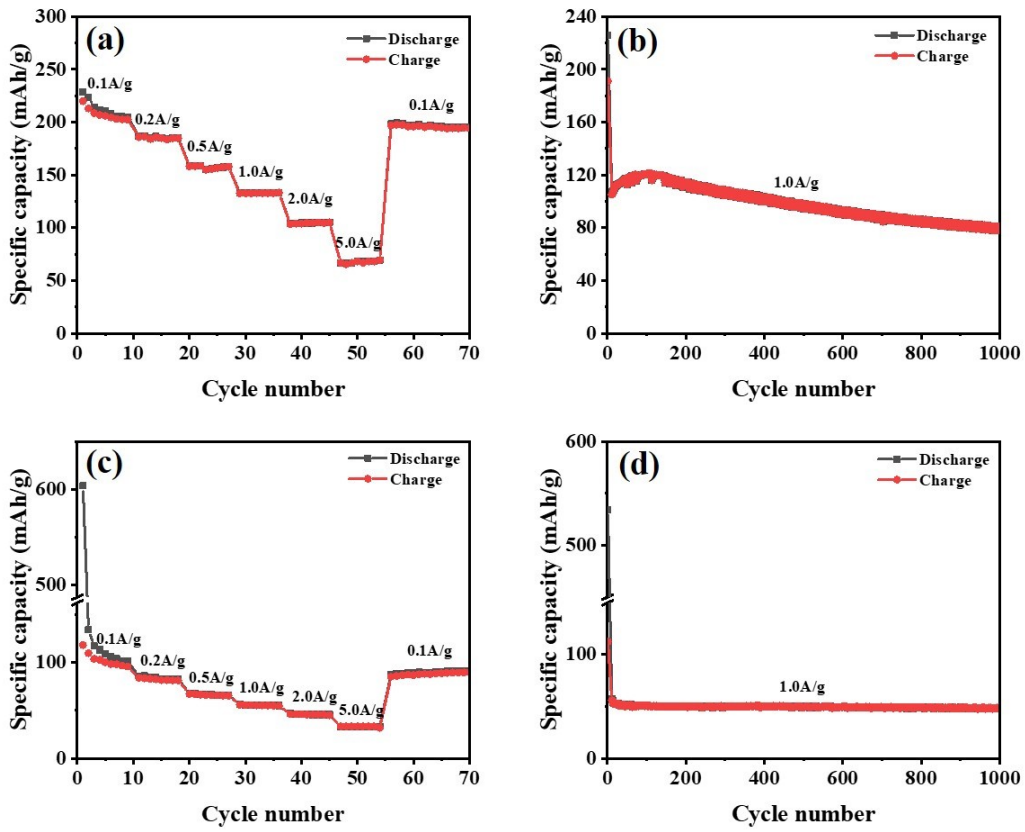 (a)
Discharge
Charge
0.1A/g
0.2A/g
0.5A/g
1.0A/g
2.0A/g
5.0A/g
0.1A/g
300
250
200
150
100
50
0
0 10 20 30 40 50 60 70
Specific capacity (mAh/g)
Cycle number
(b)
Discharge
Charge
1.0A/g
240
200
160
120
80
40
0
0 200 400 600 800 1000
Specific capacity (mAh/g)
Cycle number
(c)
Discharge
Charge
0.1A/g
0.2A/g
0.5A/g
1.0A/g
2.0A/g
5.0A/g
0.1A/g
600
500
100
0
0 10 20 30 40 50 60 70
Specific capacity (mAh/g)
Cycle number
(d)
Discharge
Charge
1.0A/g
600
500
100
0
0 200 400 600 800 1000
Specific capacity (mAh/g)
Cycle number